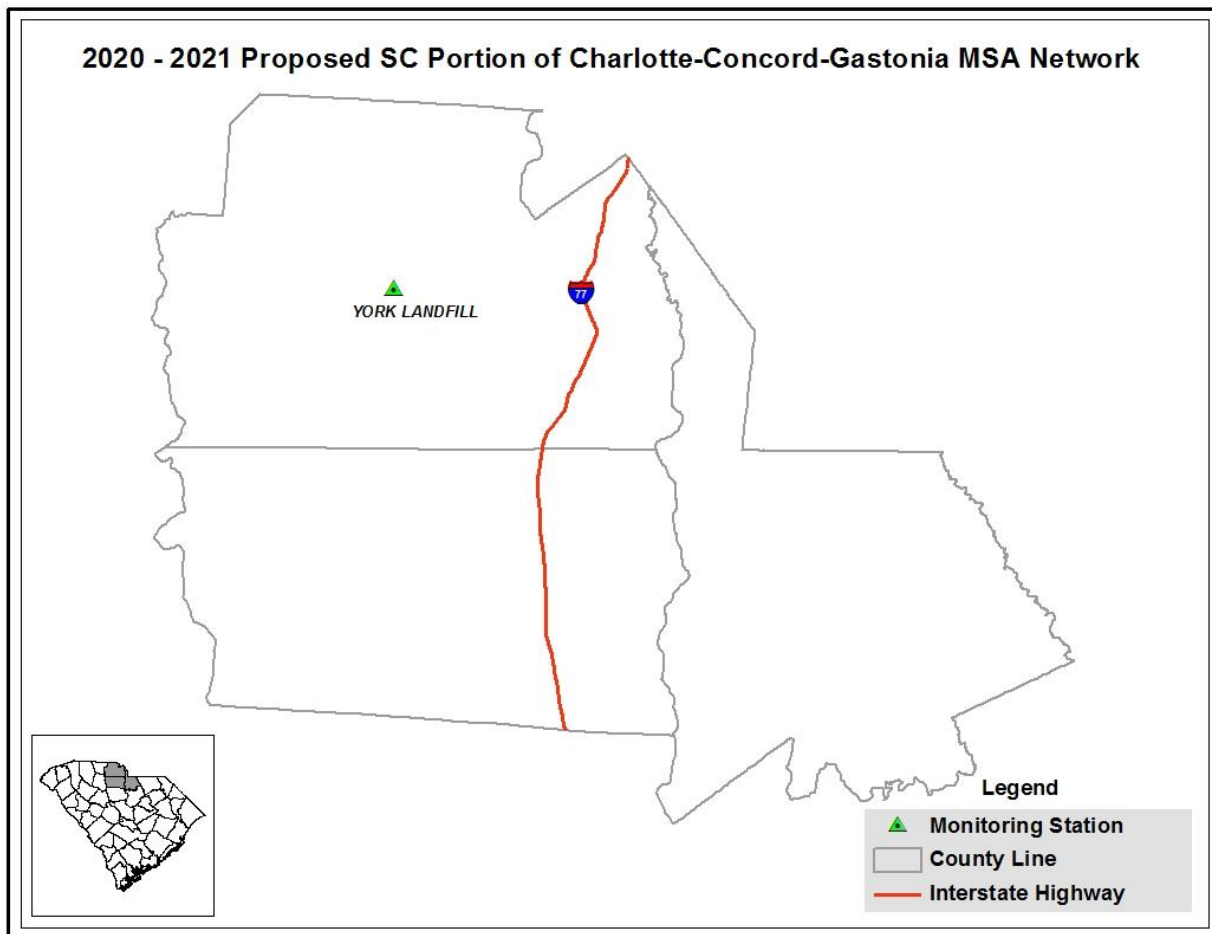 2020 - 2021 Proposed SC Portion of Charlotte-Concord-Gastonia MSA Network
77
YORK LANDFILL
Legend
Monitoring Station
County Line
Interstate Highway